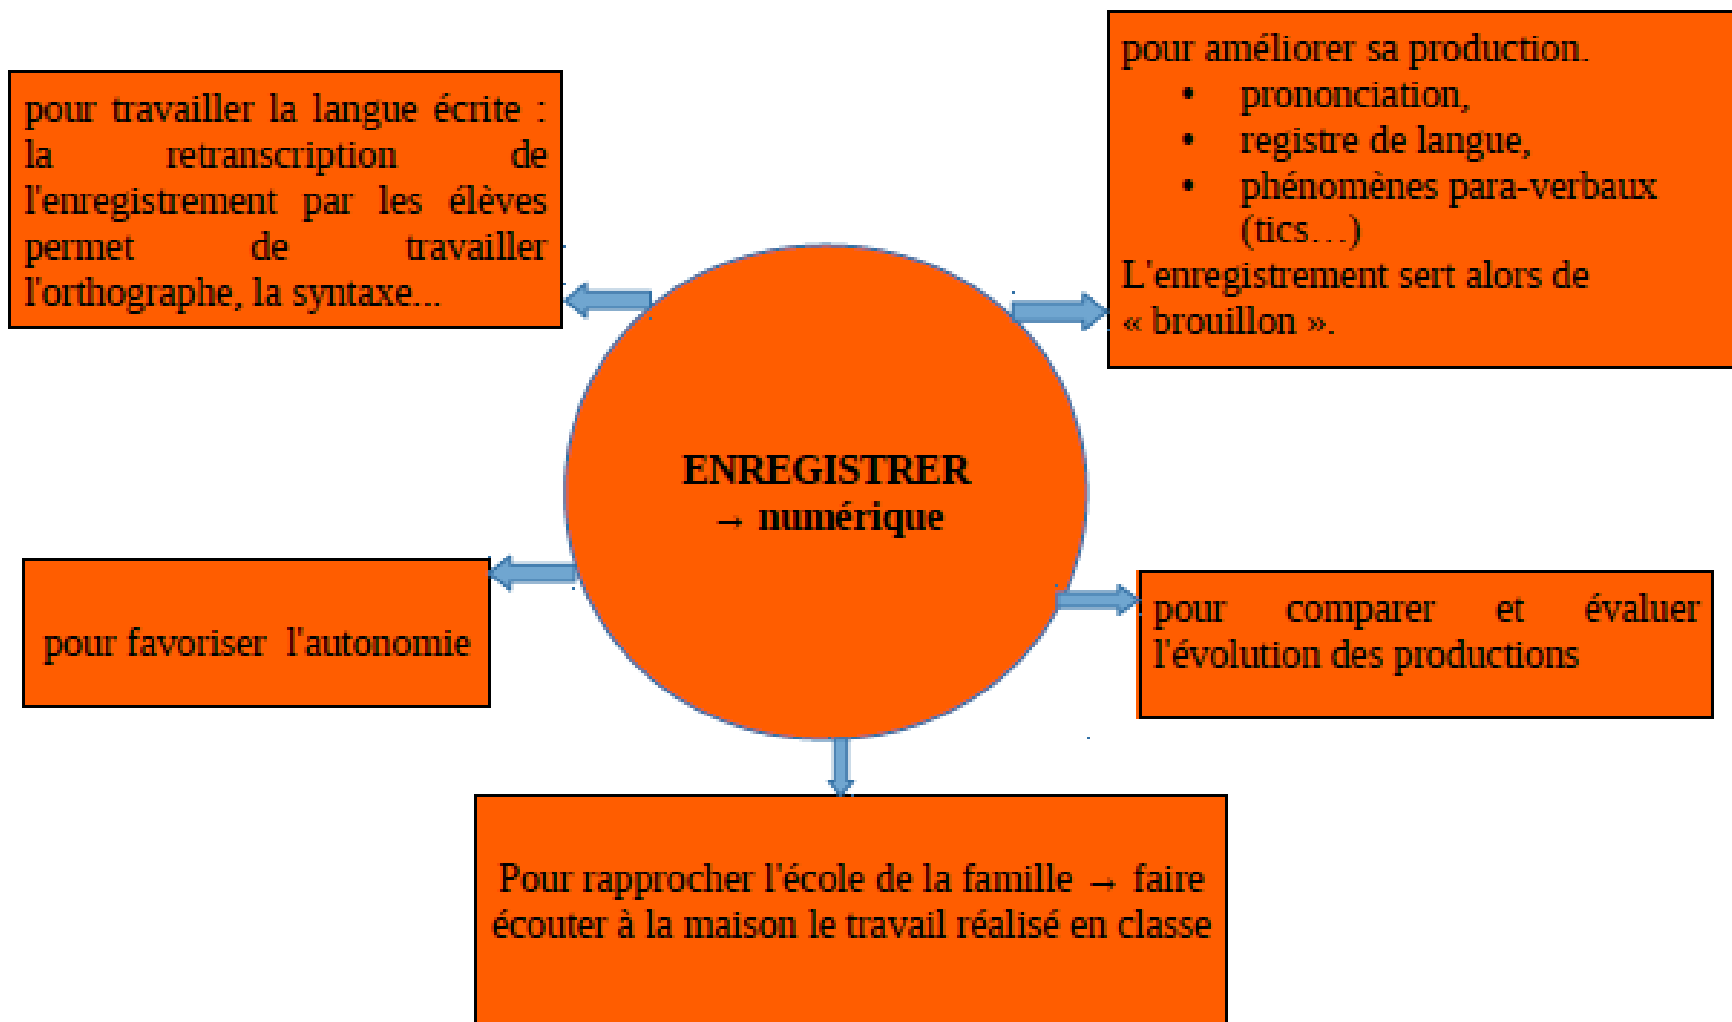 pour travailler la langue écrite :
la retranscription de
l'enregistrement par les élèves
permet de travailler
l'orthographe, la syntaxe...
pour améliorer sa production.
• prononciation,
• registre de langue,
• phénomènes para-verbaux
(tics…)
L'enregistrement sert alors de
« brouillon ».
ENREGISTRER
→ numérique
pour favoriser l'autonomie
pour comparer et évaluer
l'évolution des productions
Pour rapprocher l'école de la famille → faire
écouter à la maison le travail réalisé en classe